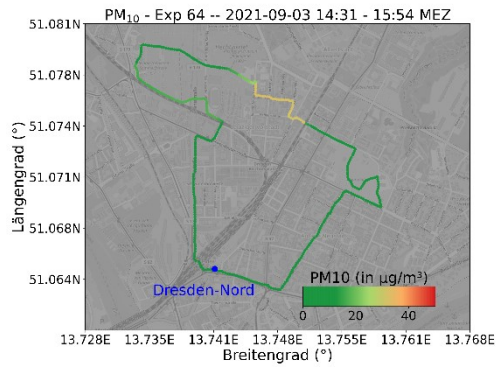 PM10 - Exp 64 -- 2021-09-03 14:31 - 15:54 MEZ
51.081N
51.078N
51.074N
51.071N
51.068N
51.064N
Längengrad (°)
Dresden-Nord
PM10 (in µg/m³)
0 20 40
13.728E 13.735E 13.741E 13.748E 13.755E 13.761E 13.768E
Breitengrad (°)